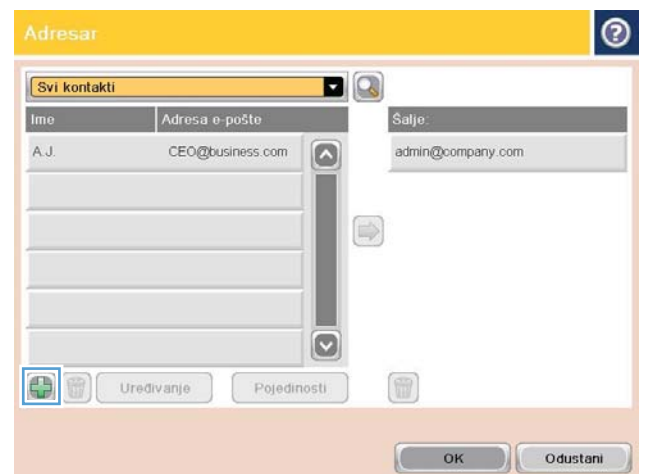 Adresar
Svi kontakti
Ime Adresa e-pošte Šalje:
A.J. CEO@business.com admin@company.com
Uređivanje Pojedinosti
OK Odustani